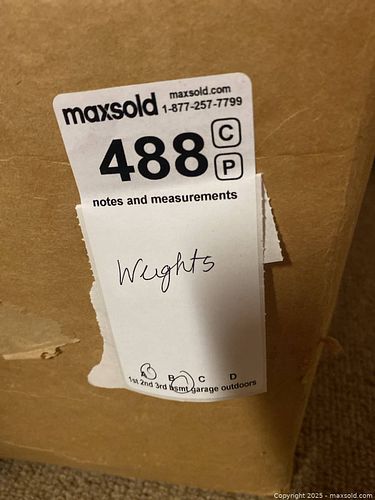 maxsold maxsold.com
1-877-257-7799
488 C
P
notes and measurements
Weights
A B C D
1st 2nd 3rd bsmt garage outdoors
Copyright 2025 - maxsold.com